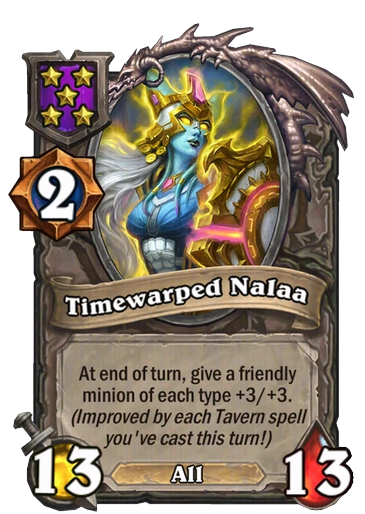 2
Timewarped Nalaa
At end of turn, give a friendly
minion of each type +3/+3.
(Improved by each Tavern spell
you've cast this turn!)
13
All
13